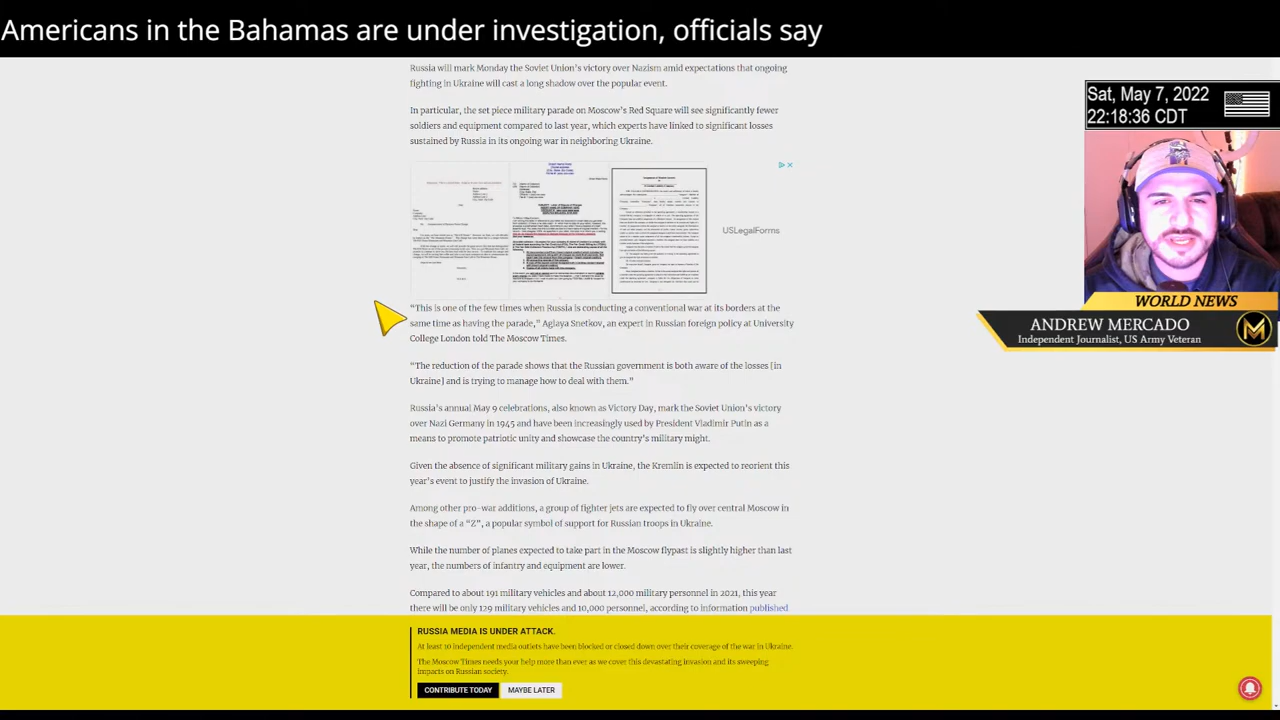 Americans in the Bahamas are under investigation, officials say
Russia will mark Monday the Soviet Union's victory over Nazism amid expectations that ongoing
fighting in Ukraine will cast a long shadow over the popular event.
In particular, the set piece military parade on Moscow's Red Square will see significantly fewer
soldiers and equipment compared to last year, which experts have linked to significant losses
sustained by Russia in its ongoing war in neighboring Ukraine.
USLegalForms
“This is one of the few times when Russia is conducting a conventional war at its borders at the
same time as having the parade,” Aglaya Snetkov, an expert in Russian foreign policy at University
College London told The Moscow Times.
“The reduction of the parade shows that the Russian government is both aware of the losses [in
Ukraine] and is trying to manage how to deal with them.”
Russia's annual May 9 celebrations, also known as Victory Day, mark the Soviet Union's victory
over Nazi Germany in 1945 and have been increasingly used by President Vladimir Putin as a
means to promote patriotic unity and showcase the country's military might.
Given the absence of significant military gains in Ukraine, the Kremlin is expected to reorient this
year's event to justify the invasion of Ukraine.
Among other pro-war additions, a group of fighter jets are expected to fly over central Moscow in
the shape of a “Z”, a popular symbol of support for Russian troops in Ukraine.
While the number of planes expected to take part in the Moscow flypast is slightly higher than last
year, the numbers of infantry and equipment are lower.
Compared to about 191 military vehicles and about 12,000 military personnel in 2021, this year
there will be only 129 military vehicles and 10,000 personnel, according to information published
RUSSIA MEDIA IS UNDER ATTACK.
At least 10 independent media outlets have been blocked or closed down over their coverage of the war in Ukraine.
The Moscow Times needs your help more than ever as we cover this devastating invasion and its sweeping
impacts on Russian society.
CONTRIBUTE TODAY
MAYBE LATER
Sat, May 7, 2022
22:18:36 CDT
WORLD NEWS
ANDREW MERCADO
Independent Journalist, US Army Veteran